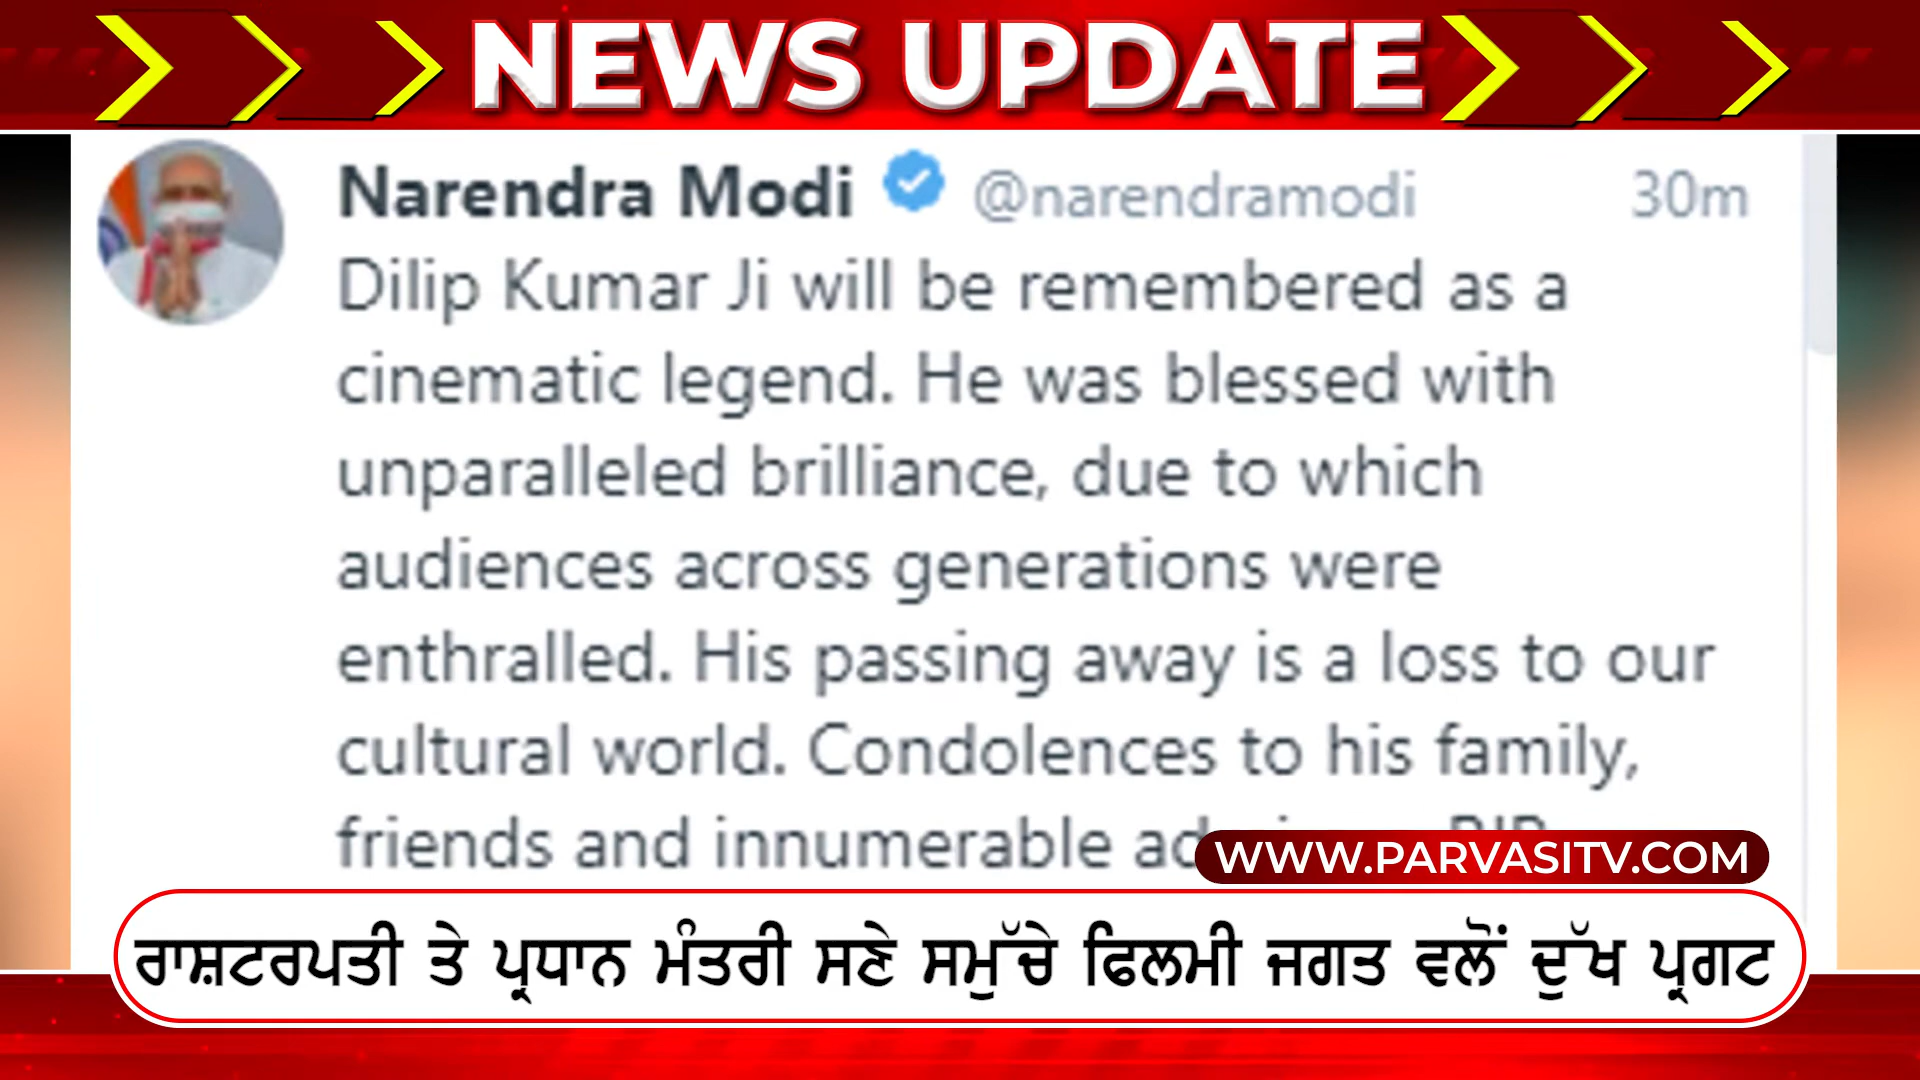 NEWS UPDATE
Narendra Modi @narendramodi 30m
Dilip Kumar Ji will be remembered as a
cinematic legend. He was blessed with
unparalleled brilliance, due to which
audiences across generations were
enthralled. His passing away is a loss to our
cultural world. Condolences to his family,
friends and innumerable
WWW.PARVASITV.COM
ਰਾਸ਼ਟਰਪਤੀ ਤੇ ਪ੍ਰਧਾਨ ਮੰਤਰੀ ਸਣੇ ਸਮੁੱਚੇ ਫਿਲਮੀ ਜਗਤ ਵਲੋਂ ਦੁੱਖ ਪ੍ਰਗਟ